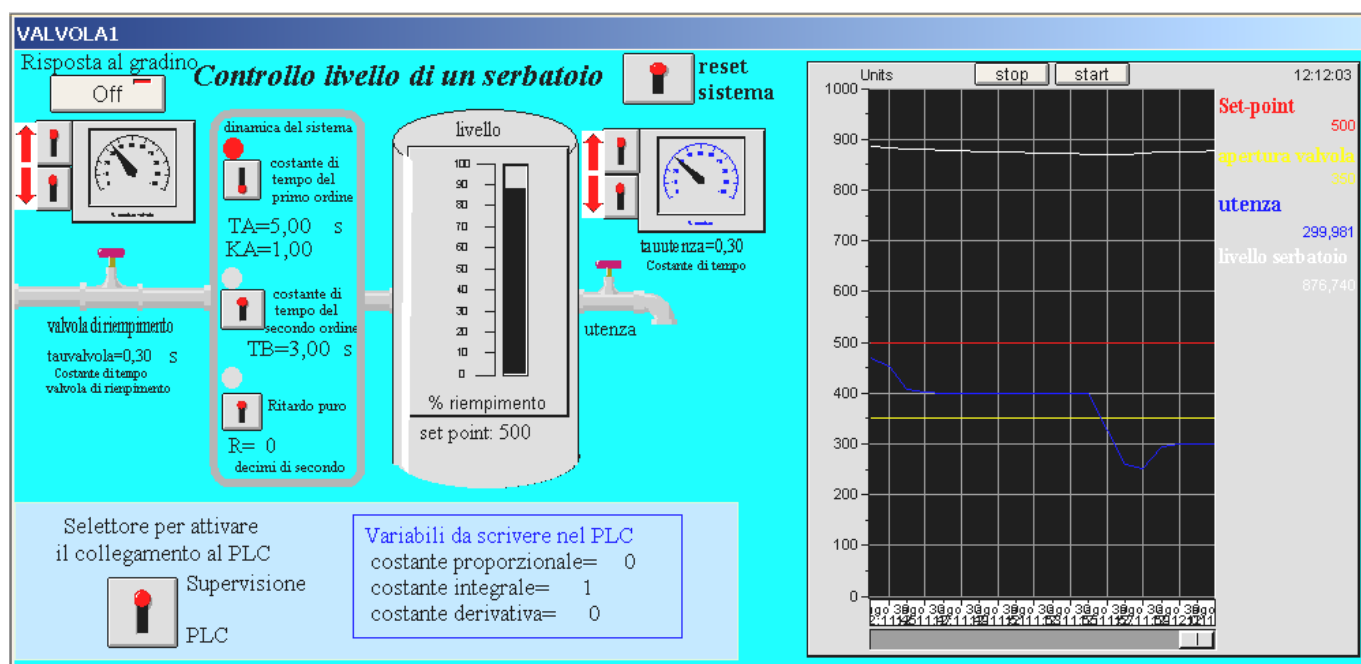 VALVOLA1
Risposta al gradino
Off
Controllo livello di un serbatoio
reset
sistema
dinamica del sistema
costante di
tempo del
primo ordine
TA=5,00 s
KA=1,00
costante di
tempo del
secondo ordine
TB=3,00 s
Ritardo puro
R= 0
decimi di secondo
valvola di riempimento
tauvalvola=0,30 s
Costante di tempo
valvola di rienpimento
livello
100
90
80
70
60
50
40
30
20
10
0
% riempimento
set point: 500
tauutenza=0,30
Costante di tempo
utenza
Units
stop
start
12:12:03
1000
900
800
700
600
500
400
300
200
100
0
Set-point
500
apertura valvola
utenza
299,981
livello serbatoio
876,740
Selettore per attivare
il collegamento al PLC
Supervisione
PLC
Variabili da scrivere nel PLC
costante proporzionale= 0
costante integrale= 1
costante derivativa= 0